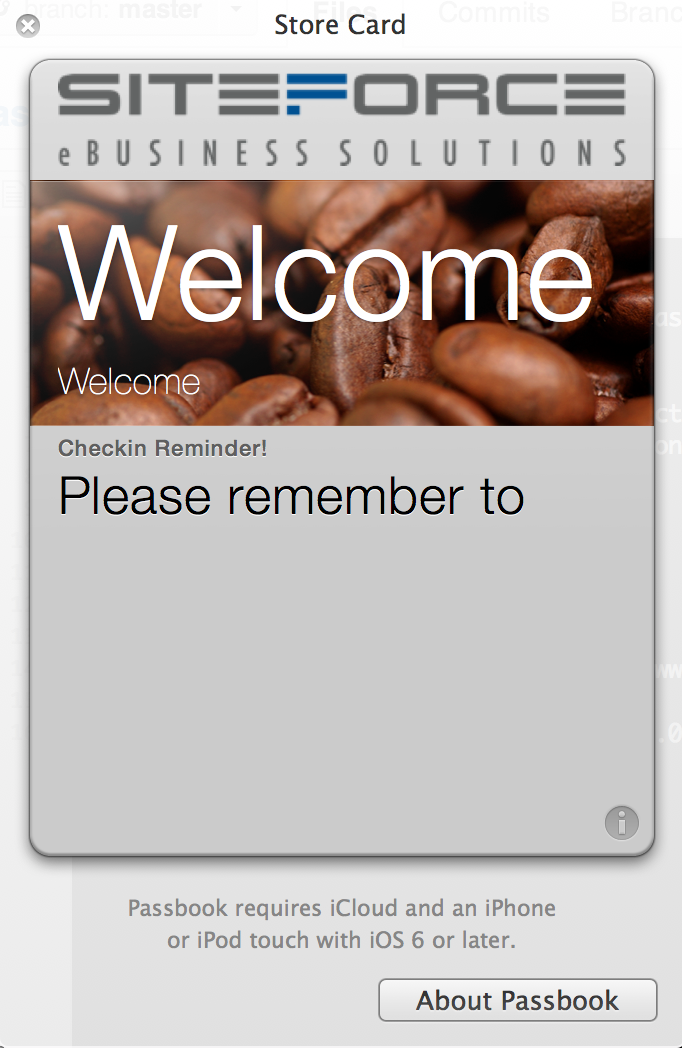 branch: master Files Commits Branc
Store Card
SITEFORCE
eBUSINESS SOLUTIONS
Welcome
Welcome
Checkin Reminder!
Please remember to
Passbook requires iCloud and an iPhone
or iPod touch with iOS 6 or later.
About Passbook